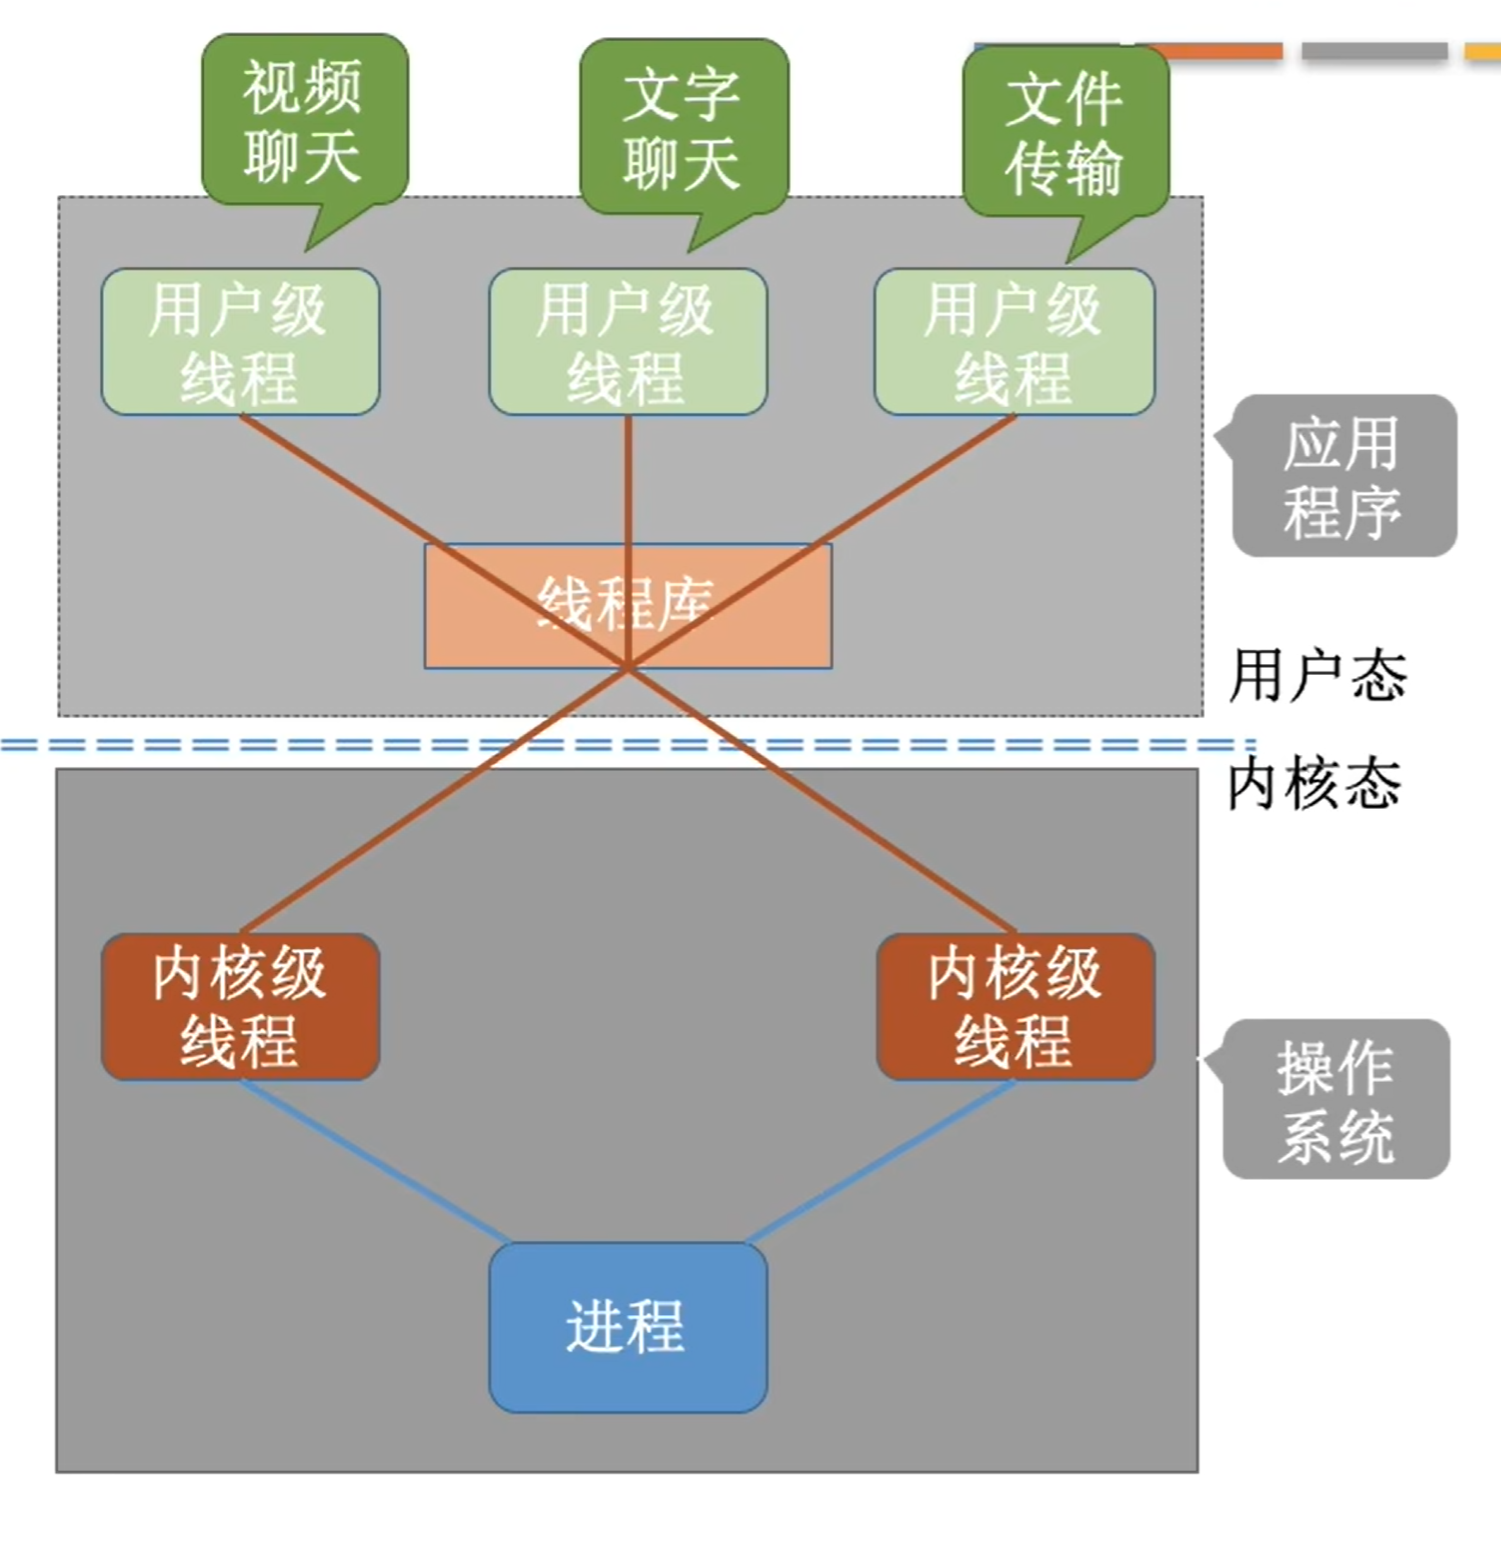 视频
聊天
文字
聊天
文件
传输
用户级
线程
用户级
线程
用户级
线程
应用
程序
线程库
用户态
内核态
内核级
线程
内核级
线程
操作
系统
进程